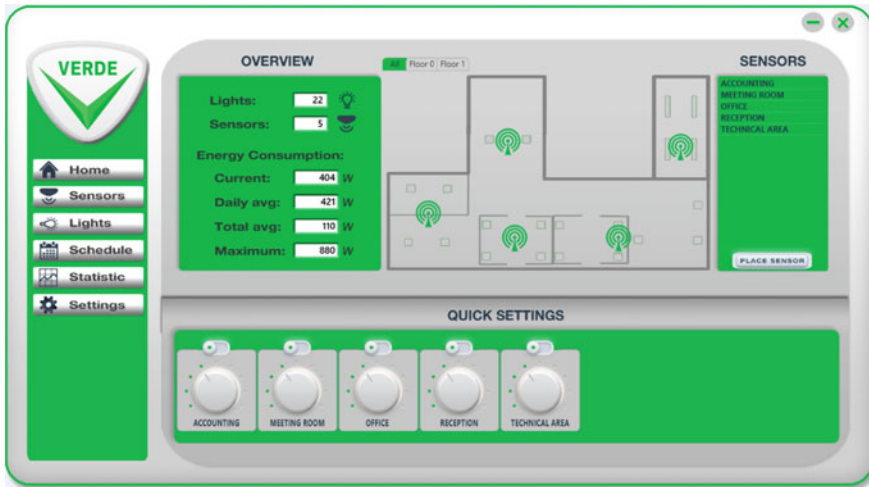 VERDE
Home
Sensors
Lights
Schedule
Statistic
Settings
OVERVIEW
Lights: 22
Sensors: 5
Energy Consumption:
Current: 404 W
Daily avg: 421 W
Total avg: 110 W
Maximum: 880 W
All Floor 0 Floor 1
SENSORS
ACCOUNTING
MEETING ROOM
OFFICE
RECEPTION
TECHNICAL AREA
PLACE SENSOR
QUICK SETTINGS
ACCOUNTING MEETING ROOM OFFICE RECEPTION TECHNICAL AREA